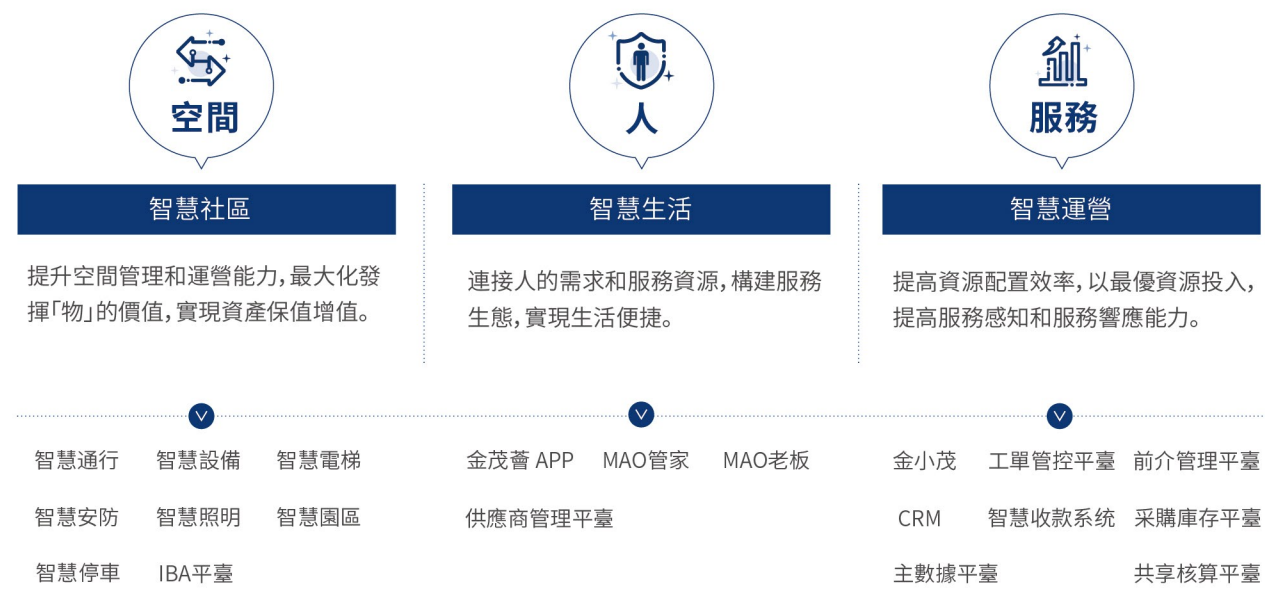 空間
智慧社區
提升空間管理和運營能力，最大化發
揮「物」的價值，實現資產保值增值。
智慧通行 智慧設備 智慧電梯
智慧安防 智慧照明 智慧園區
智慧停車 IBA平臺
人
智慧生活
連接人的需求和服務資源，構建服務
生態，實現生活便捷。
金茂薈 APP MAO管家 MAO老板
供應商管理平臺
服務
智慧運營
提高資源配置效率，以最優資源投入，
提高服務感知和服務響應能力。
金小茂 工單管控平臺 前介管理平臺
CRM 智慧收款系统 采購庫存平臺
主數據平臺 共享核算平臺